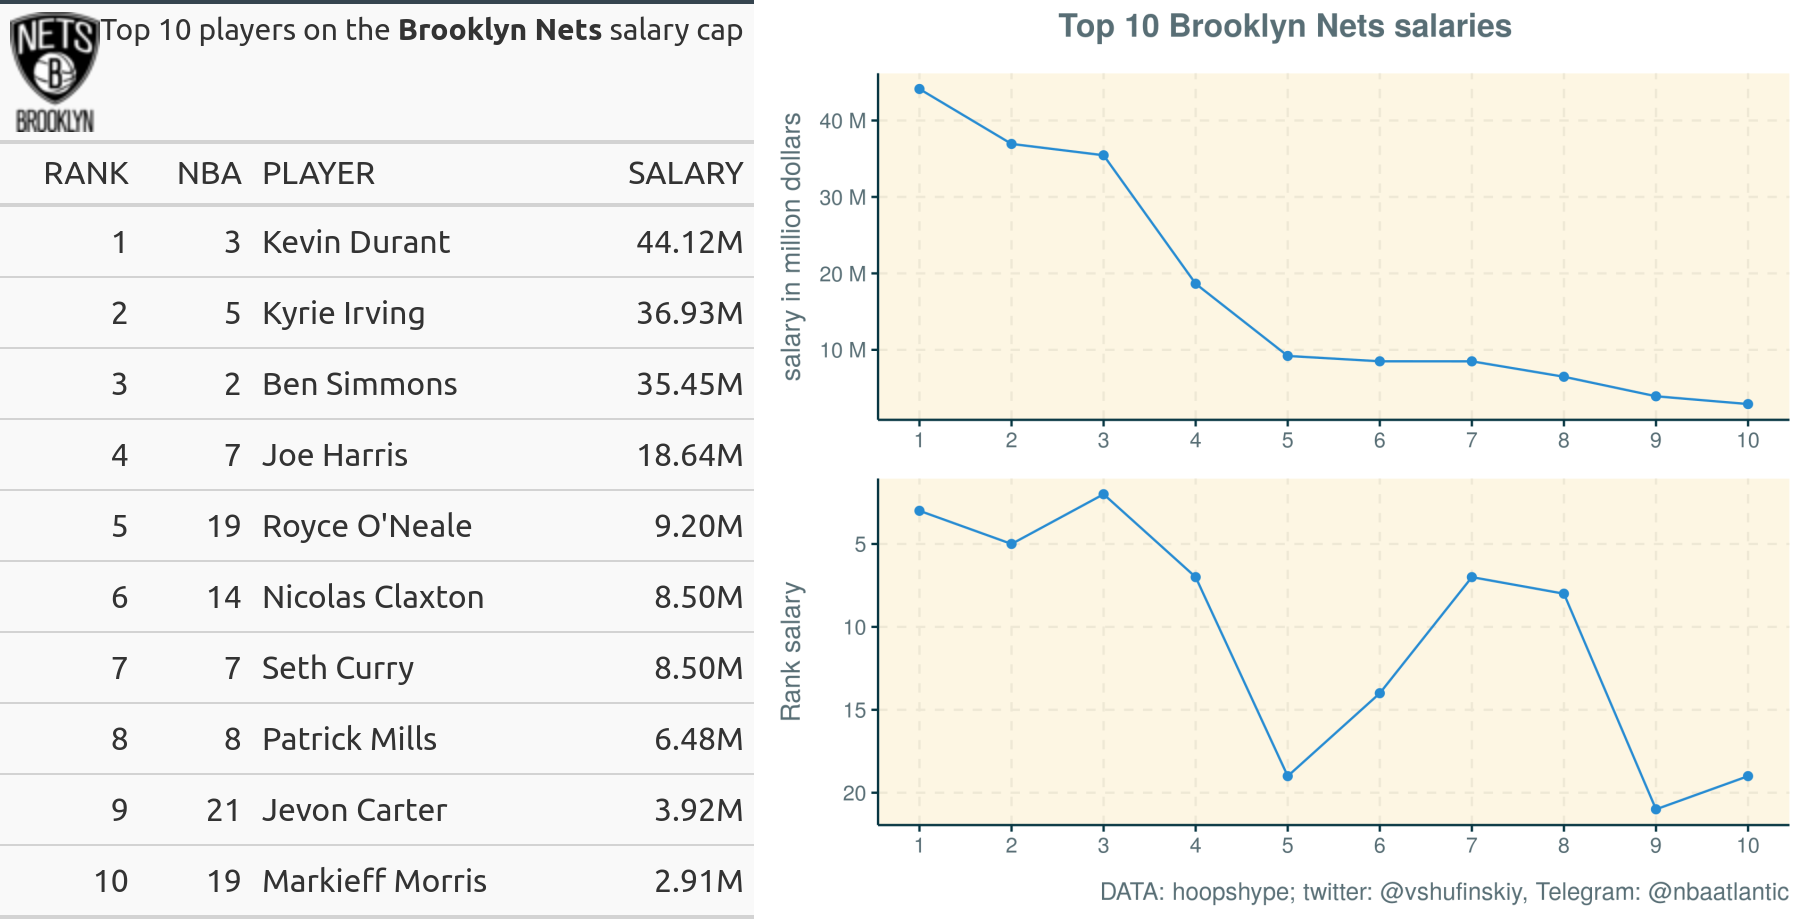 NETS
B
BROOKLYN
Top 10 players on the Brooklyn Nets salary cap
RANK NBA PLAYER SALARY
1 3 Kevin Durant 44.12M
2 5 Kyrie Irving 36.93M
3 2 Ben Simmons 35.45M
4 7 Joe Harris 18.64M
5 19 Royce O'Neale 9.20M
6 14 Nicolas Claxton 8.50M
7 7 Seth Curry 8.50M
8 8 Patrick Mills 6.48M
9 21 Jevon Carter 3.92M
10 19 Markieff Morris 2.91M
Top 10 Brooklyn Nets salaries
salary in million dollars
40 M
30 M
20 M
10 M
1 2 3 4 5 6 7 8 9 10
Rank salary
5
10
15
20
1 2 3 4 5 6 7 8 9 10
DATA: hoopshype; twitter: @vshufinskiy, Telegram: @nbaatlantic